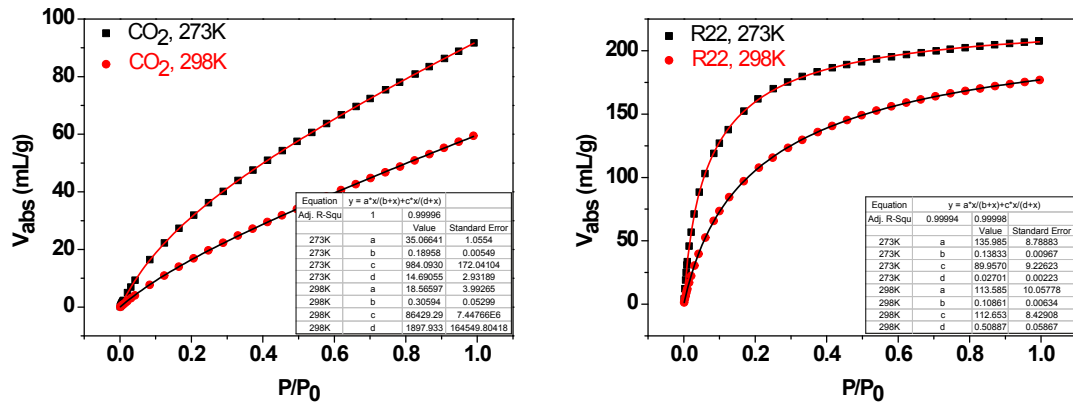 CO2, 273K
CO2, 298K
Vabs (mL/g)
100
80
60
40
20
0
0.0 0.2 0.4 0.6 0.8 1.0
P/P0
Equation y = a*x/(b+x)+c*x/(d+x)
Adj. R-Squ 1 0.99996
Value Standard Error
273K a 35.06641 1.0554
273K b 0.18958 0.00549
273K c 984.0930 172.04104
273K d 14.69055 2.93189
298K a 18.56597 3.99265
298K b 0.30594 0.05299
298K c 86429.29 7.44766E6
298K d 1897.933 164549.80418
R22, 273K
R22, 298K
Vabs (mL/g)
200
150
100
50
0
0.0 0.2 0.4 0.6 0.8 1.0
P/P0
Equation y = a*x/(b+x)+c*x/(d+x)
Adj. R-Squ 0.99994 0.99998
Value Standard Error
273K a 135.985 8.78883
273K b 0.13833 0.00967
273K c 89.9570 9.22623
273K d 0.02701 0.00223
298K a 113.585 10.05778
298K b 0.10861 0.00634
298K c 112.653 8.42908
298K d 0.50887 0.05867